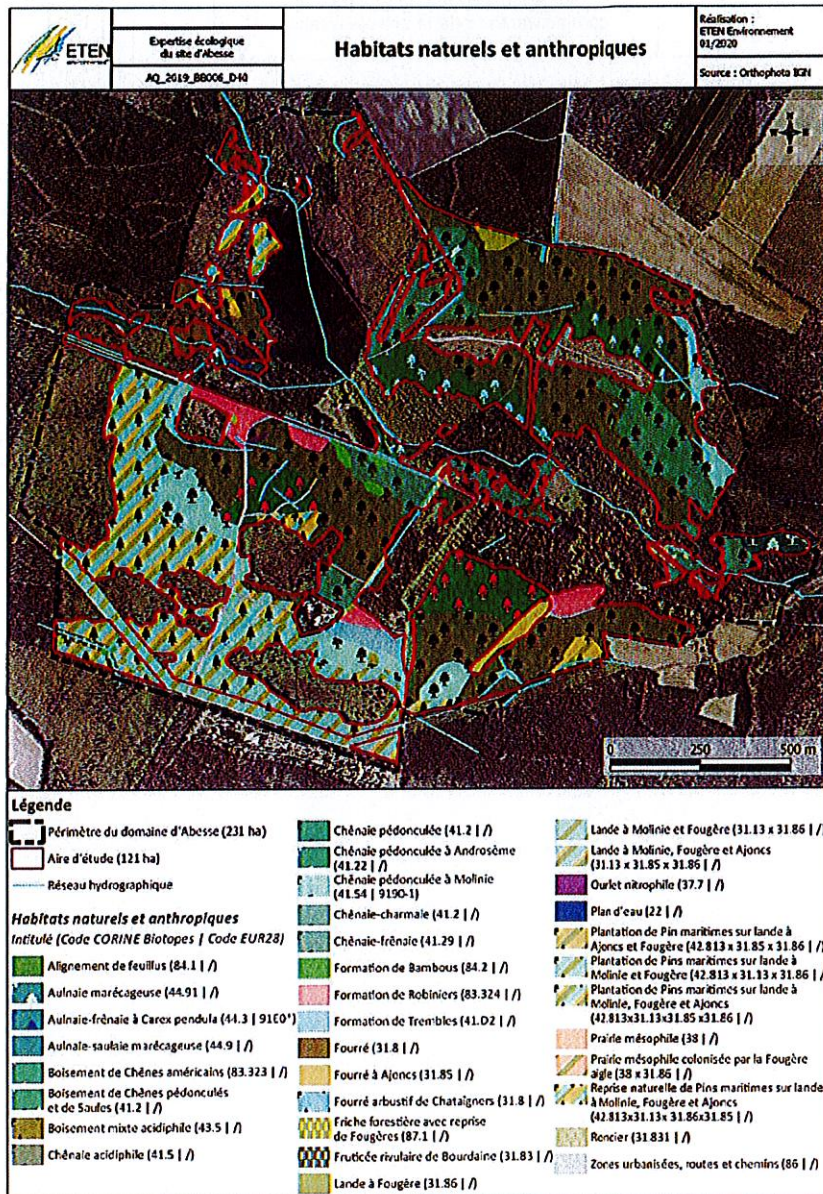 ETEN
environnement
Expertise écologique
du site d'Abesse
AQ_2019_BB006_D40
Habitats naturels et anthropiques
Réalisation :
ETEN Environnement
01/2020
Source : Orthophoto IGN
0 250 500 m
Légende
Périmètre du domaine d'Abesse (231 ha)
Aire d'étude (121 ha)
Réseau hydrographique
Habitats naturels et anthropiques
Intitulé (Code CORINE Biotopes | Code EUR28)
Alignement de feuillus (84.1 | /)
Aulnaie marécageuse (44.91 | /)
Aulnaie-frênaie à Carex pendula (44.3 | 91E0*)
Aulnaie-saulaie marécageuse (44.9 | /)
Boisement de Chênes américains (83.323 | /)
Boisement de Chênes pédonculés
et de Saules (41.2 | /)
Boisement mixte acidiphile (43.5 | /)
Chênaie acidiphile (41.5 | /)
Chênaie pédonculée (41.2 | /)
Chênaie pédonculée à Androsème
(41.22 | /)
Chênaie pédonculée à Molinie
(41.54 | 9190-1)
Chênaie-charmaie (41.2 | /)
Chênaie-frênaie (41.29 | /)
Formation de Bambous (84.2 | /)
Formation de Robiniers (83.324 | /)
Formation de Trembles (41.D2 | /)
Fourré (31.8 | /)
Fourré à Ajoncs (31.85 | /)
Fourré arbustif de Chataîgners (31.8 | /)
Friche forestière avec reprise
de Fougères (87.1 | /)
Fruticée rivulaire de Bourdaine (31.83 | /)
Lande à Fougère (31.86 | /)
Lande à Molinie et Fougère (31.13 x 31.86 | /)
Lande à Molinie, Fougère et Ajoncs
(31.13 x 31.85 x 31.86 | /)
Ourlet nitrophile (37.7 | /)
Plan d'eau (22 | /)
Plantation de Pin maritimes sur lande à
Ajoncs et Fougère (42.813 x 31.85 x 31.86 | /)
Plantation de Pins maritimes sur lande à
Molinie et Fougère (42.813 x 31.13 x 31.86 | /)
Plantation de Pins maritimes sur lande à
Molinie, Fougère et Ajoncs
(42.813x31.13x31.85 x31.86 | /)
Prairie mésophile (38 | /)
Prairie mésophile colonisée par la Fougère
aigle (38 x 31.86 | /)
Reprise naturelle de Pins maritimes sur lande
à Molinie, Fougère et Ajoncs
(42.813x31.13x 31.86x31.85 | /)
Roncier (31.831 | /)
Zones urbanisées, routes et chemins (86 | /)